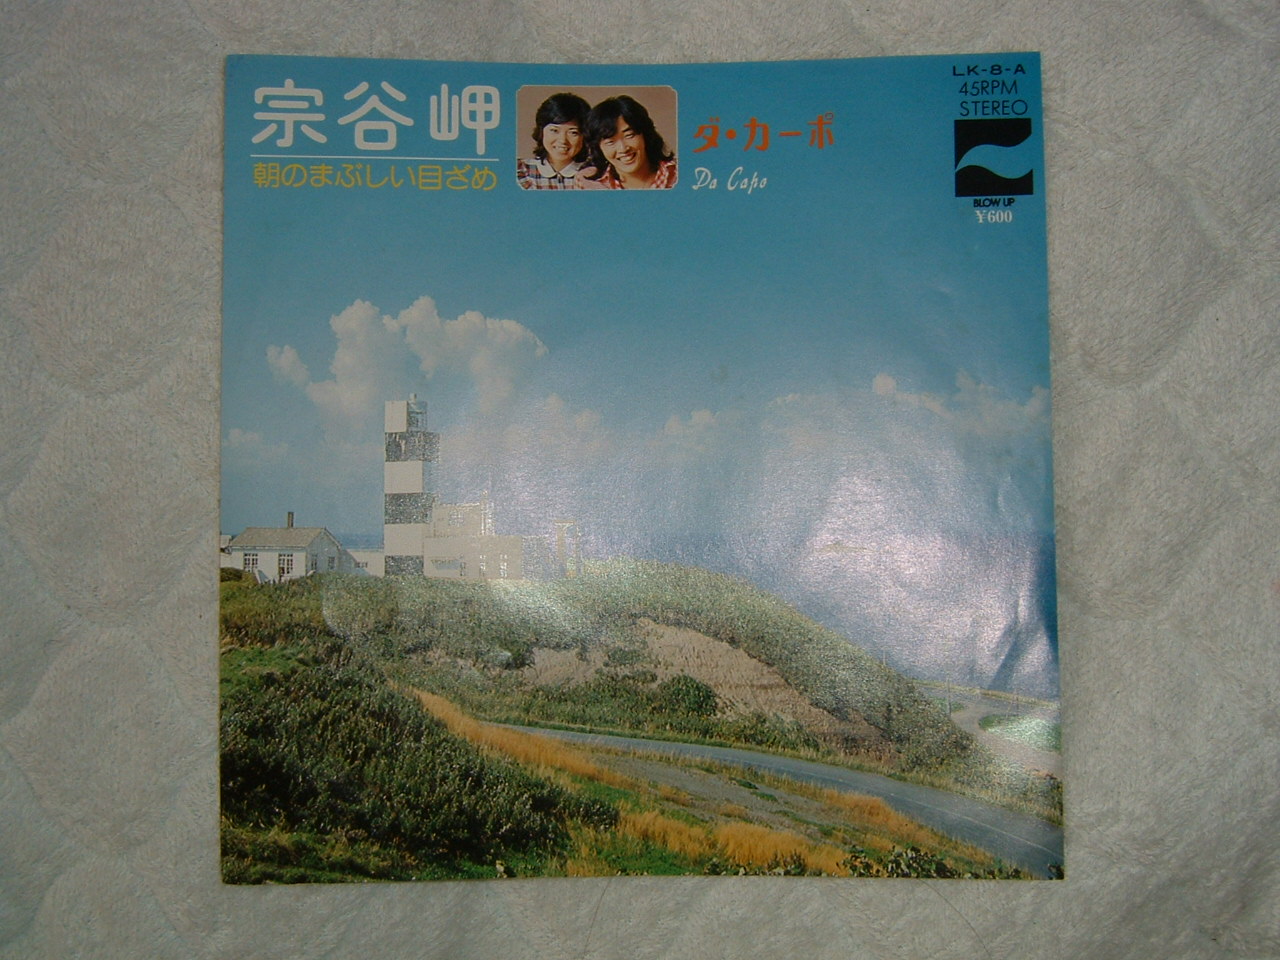 宗谷岬
朝のまぶしい目ざめ
ダ・カーポ
Da Capo
LK-8-A
45RPM
STEREO
BLOW UP
¥600